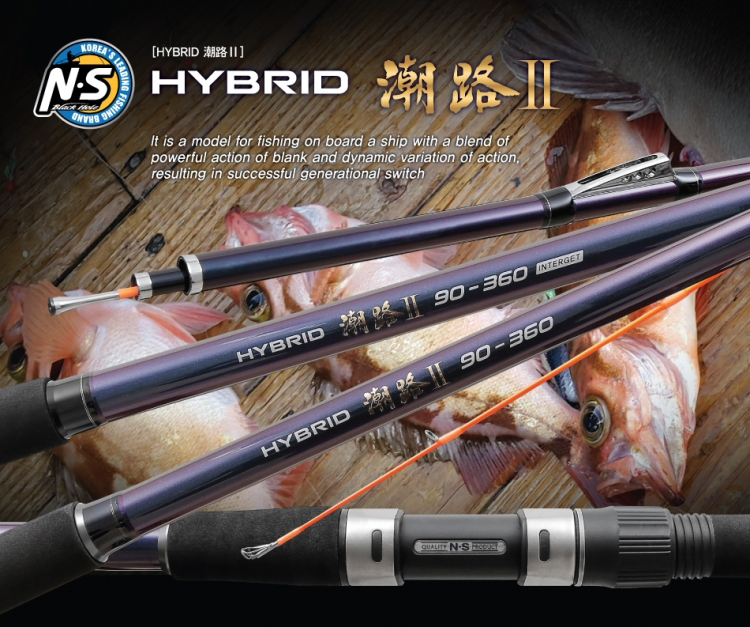 KOREA'S LEADING FISHING BRAND
N·S
Black Hole
[HYBRID 潮路II]
HYBRID 潮路II
It is a model for fishing on board a ship with a blend of
powerful action of blank and dynamic variation of action,
resulting in successful generational switch
HYBRID 潮路II 90-360 INTERGET
HYBRID 潮路II 90-360
QUALITY N·S PRODUCT